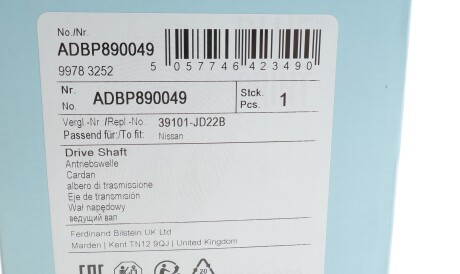 No./Nr.
ADBP890049
9978 3252
5 057746 423490
Nr.
No. ADBP890049
Stck.
Pcs. 1
Vergl.-Nr. /Repl.-No.: 39101-JD22B
Passend für:/To fit: Nissan
Drive Shaft
Antriebswelle
Cardan
albero di trasmissione
Eje de transmisión
Wał napędowy
ведущий вал
Ferdinand Bilstein UK Ltd
Marden | Kent TN12 9QJ | United Kingdom
EAC
20